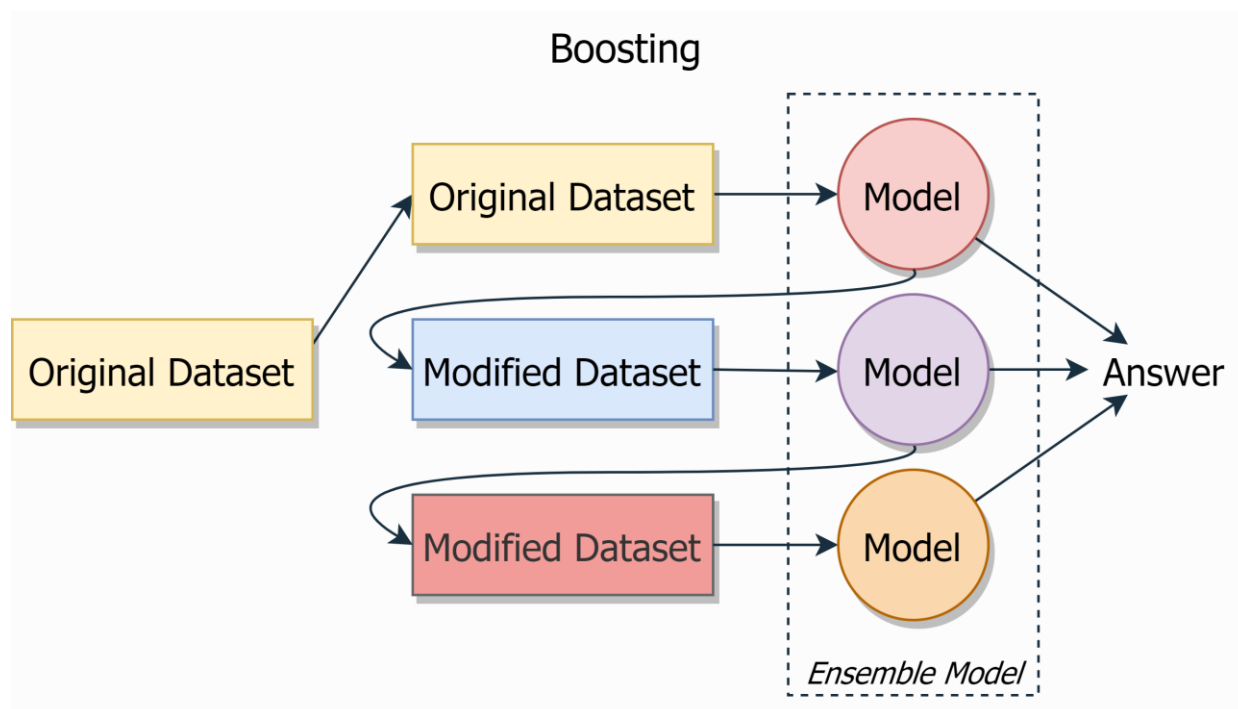 Boosting
Original Dataset
Model
Original Dataset
Modified Dataset
Model
Answer
Modified Dataset
Model
Ensemble Model